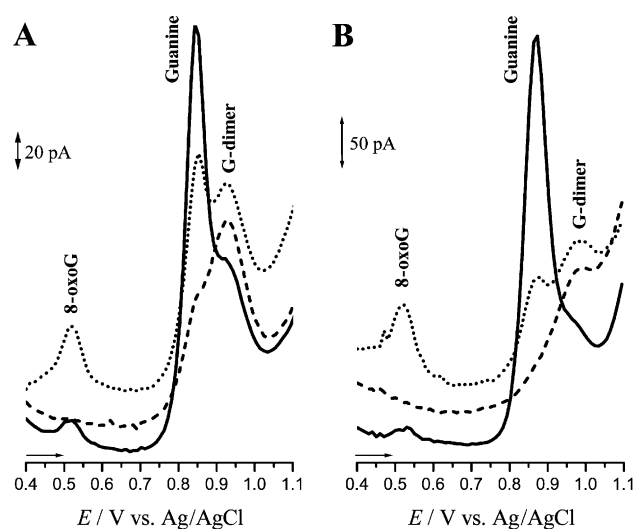 A
Guanine
G-dimer
20 pA
8-oxoG
0.4 0.5 0.6 0.7 0.8 0.9 1.0 1.1
E / V vs. Ag/AgCl
B
Guanine
50 pA
G-dimer
8-oxoG
0.4 0.5 0.6 0.7 0.8 0.9 1.0 1.1
E / V vs. Ag/AgCl